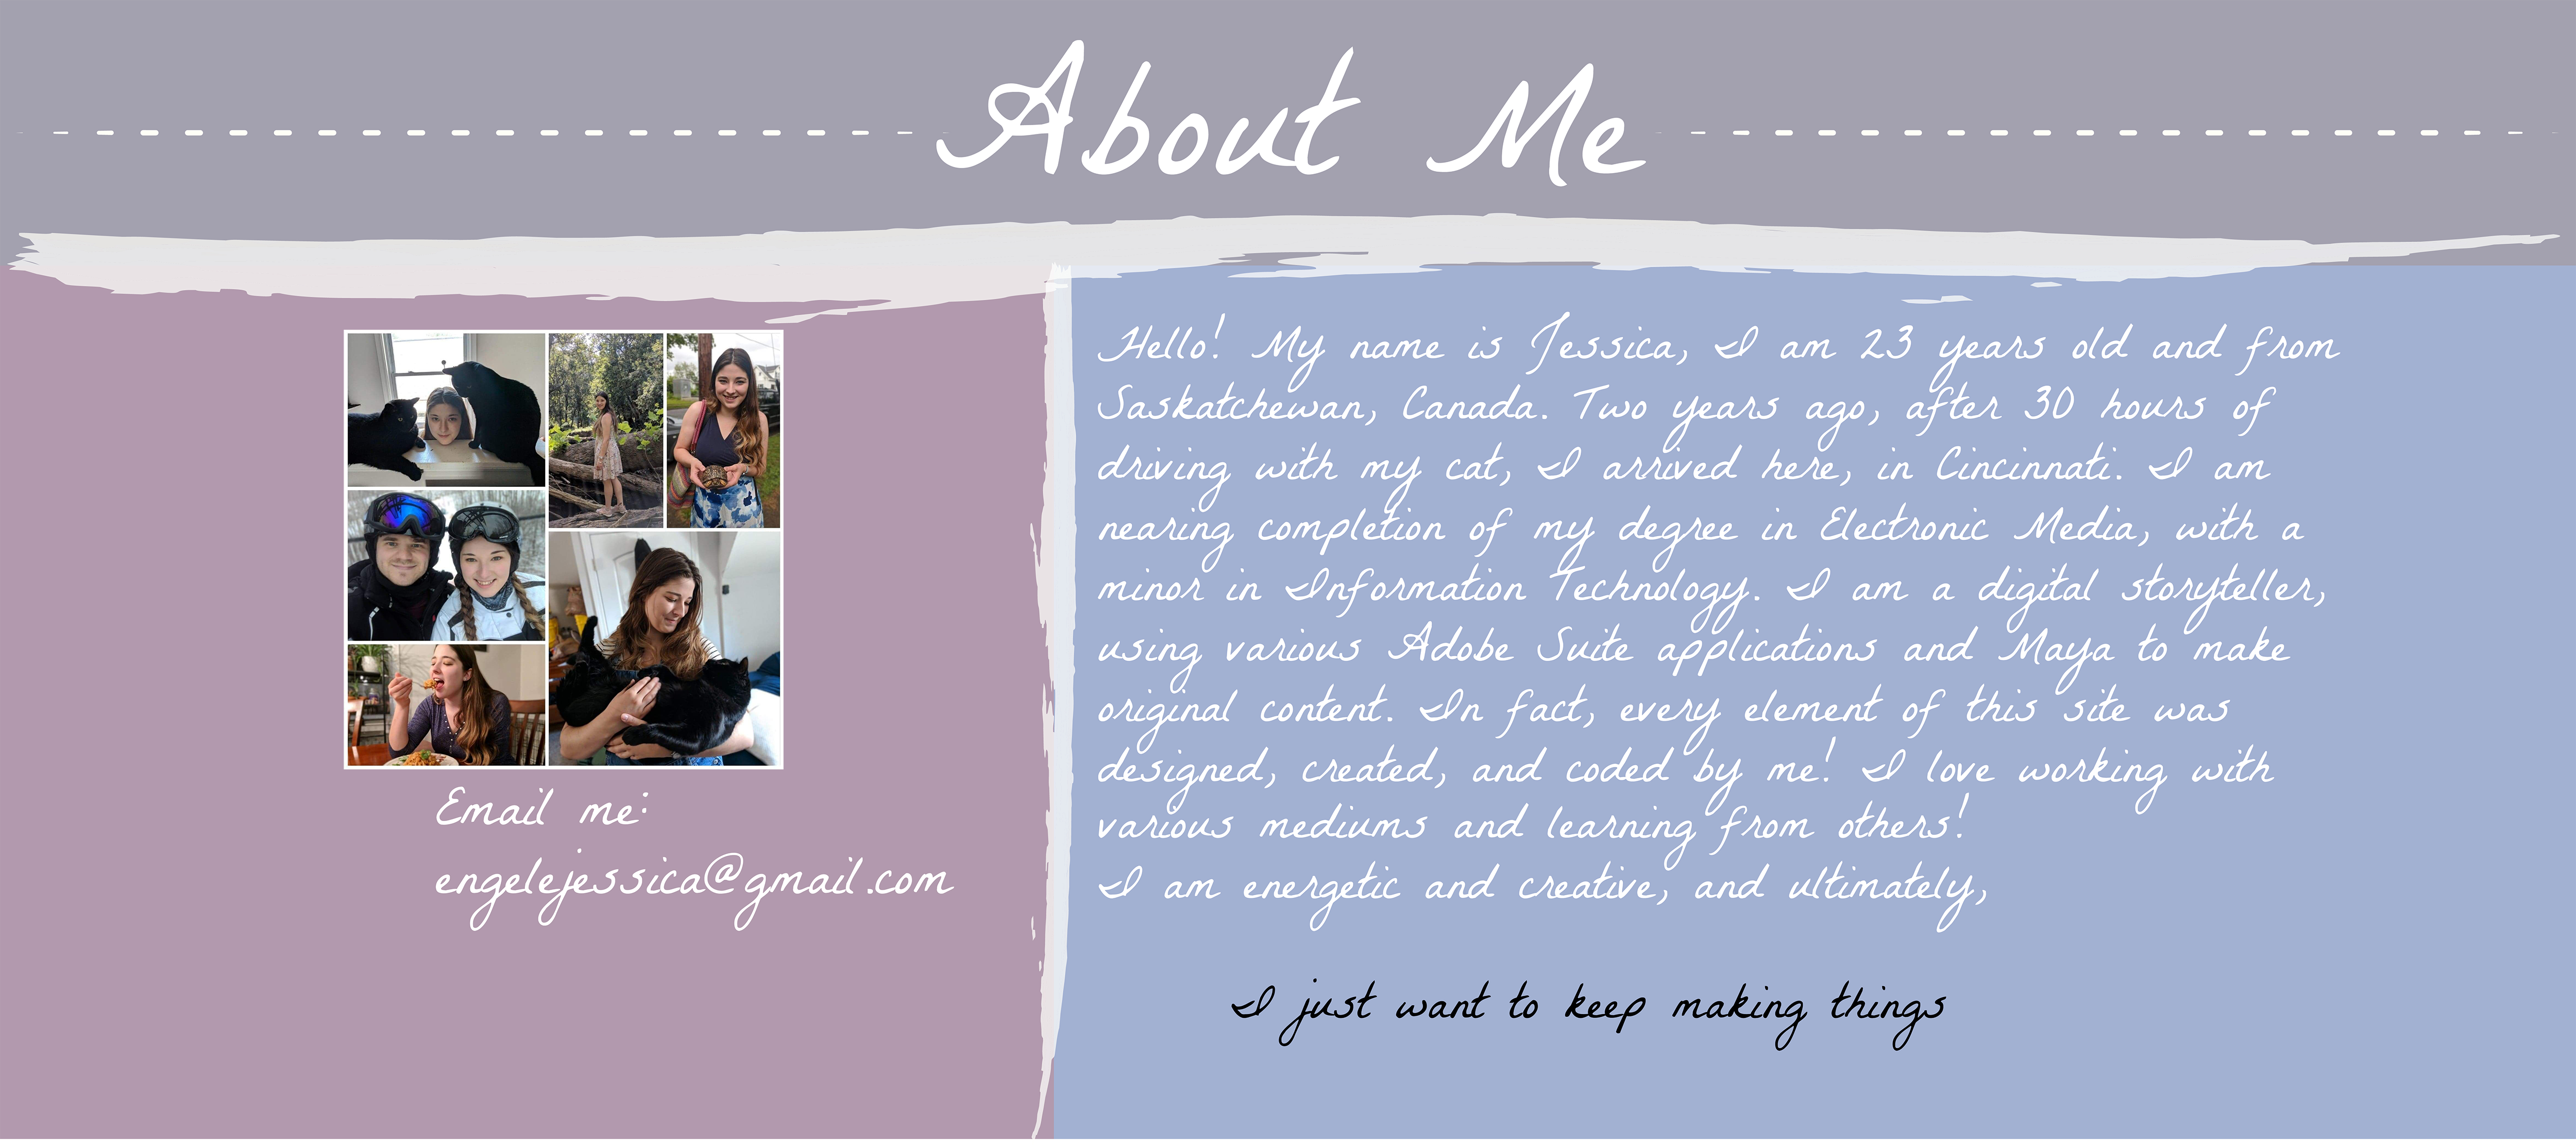 About Me
Email me:
engelejessica@gmail.com
Hello! My name is Jessica, I am 23 years old and from
Saskatchewan, Canada. Two years ago, after 30 hours of
driving with my cat, I arrived here, in Cincinnati. I am
nearing completion of my degree in Electronic Media, with a
minor in Information Technology. I am a digital storyteller,
using various Adobe Suite applications and Maya to make
original content. In fact, every element of this site was
designed, created, and coded by me! I love working with
various mediums and learning from others!
I am energetic and creative, and ultimately,
I just want to keep making things